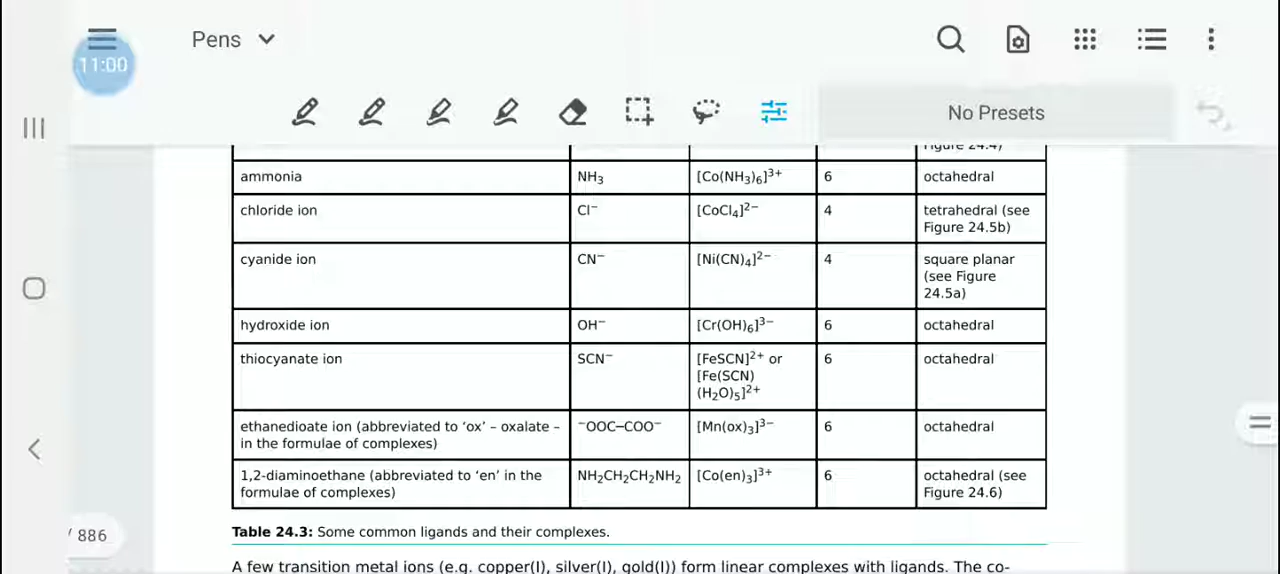 Pens
11:00
No Presets
Figure 24.4)
ammonia NH₃ [Co(NH₃)₆]³⁺ 6 octahedral
chloride ion Cl⁻ [CoCl₄]²⁻ 4 tetrahedral (see
Figure 24.5b)
cyanide ion CN⁻ [Ni(CN)₄]²⁻ 4 square planar
(see Figure
24.5a)
hydroxide ion OH⁻ [Cr(OH)₆]³⁻ 6 octahedral
thiocyanate ion SCN⁻ [FeSCN]²⁺ or 6 octahedral
[Fe(SCN)
(H₂O)₅]²⁺
ethanedioate ion (abbreviated to ‘ox’ – oxalate – ⁻OOC–COO⁻ [Mn(ox)₃]³⁻ 6 octahedral
in the formulae of complexes)
1,2-diaminoethane (abbreviated to ‘en’ in the NH₂CH₂CH₂NH₂ [Co(en)₃]³⁺ 6 octahedral (see
formulae of complexes) Figure 24.6)
/ 886
Table 24.3: Some common ligands and their complexes.
A few transition metal ions (e.g. copper(I), silver(I), gold(I)) form linear complexes with ligands. The co-